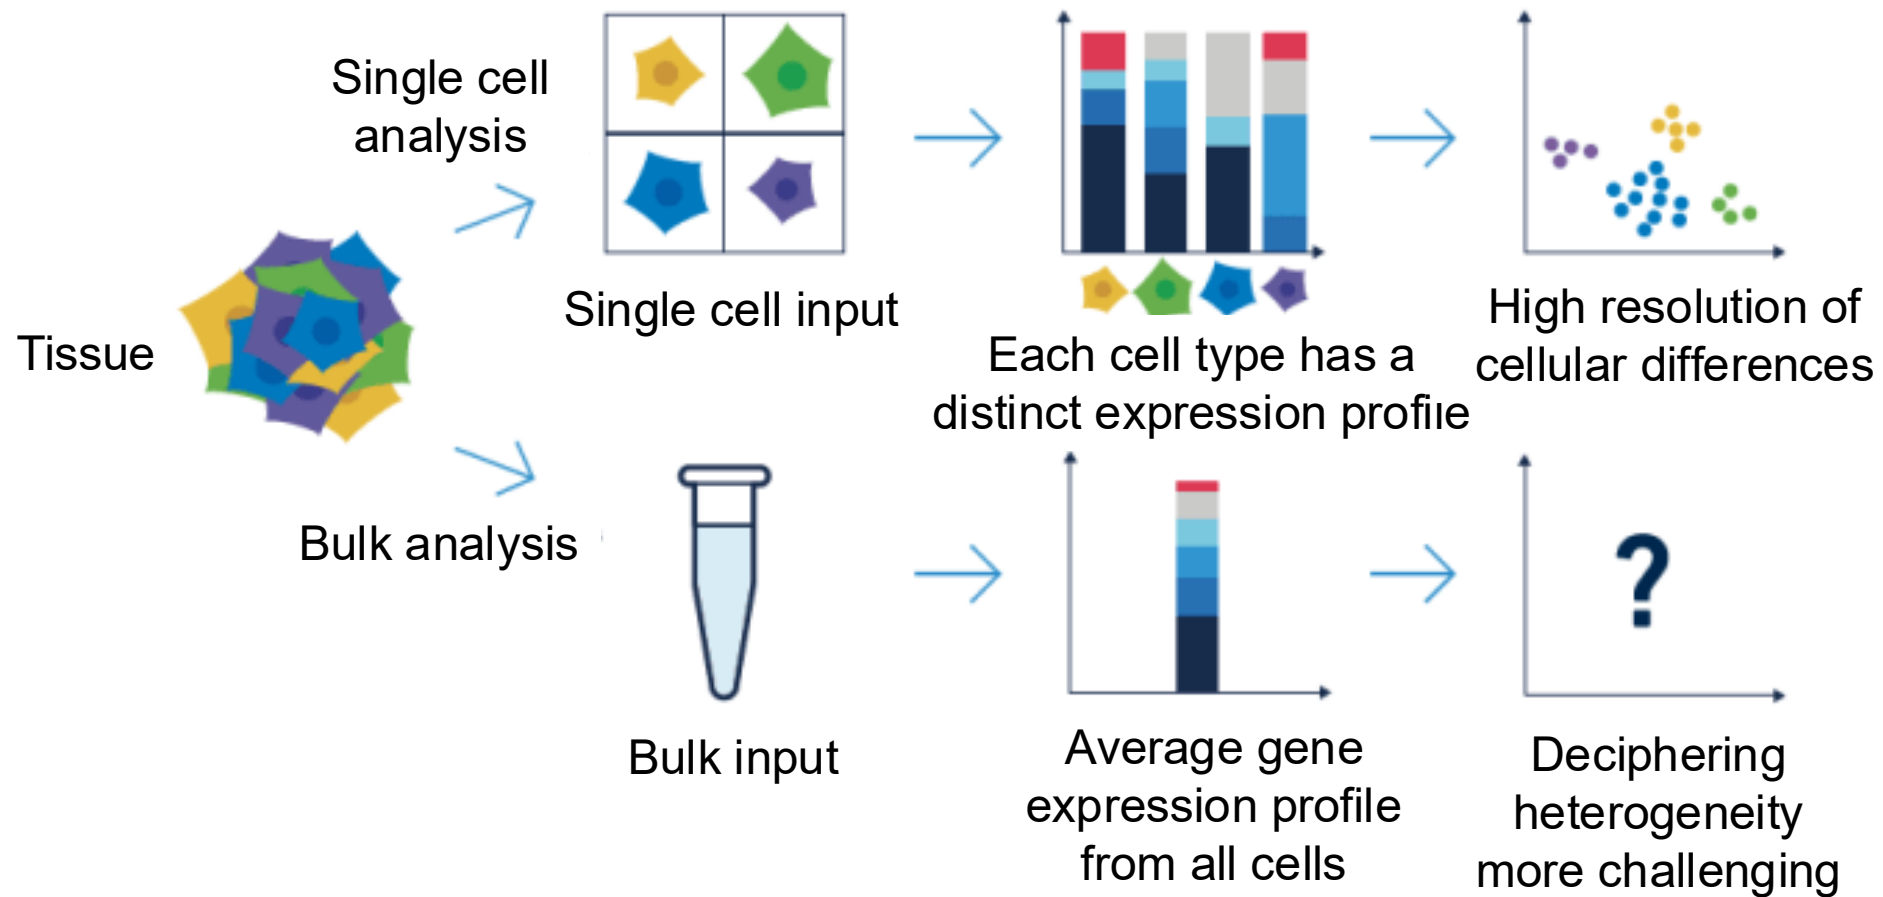 Single cell
analysis
Single cell input
Each cell type has a
distinct expression profile
High resolution of
cellular differences
Tissue
Bulk analysis
Bulk input
Average gene
expression profile
from all cells
?
Deciphering
heterogeneity
more challenging